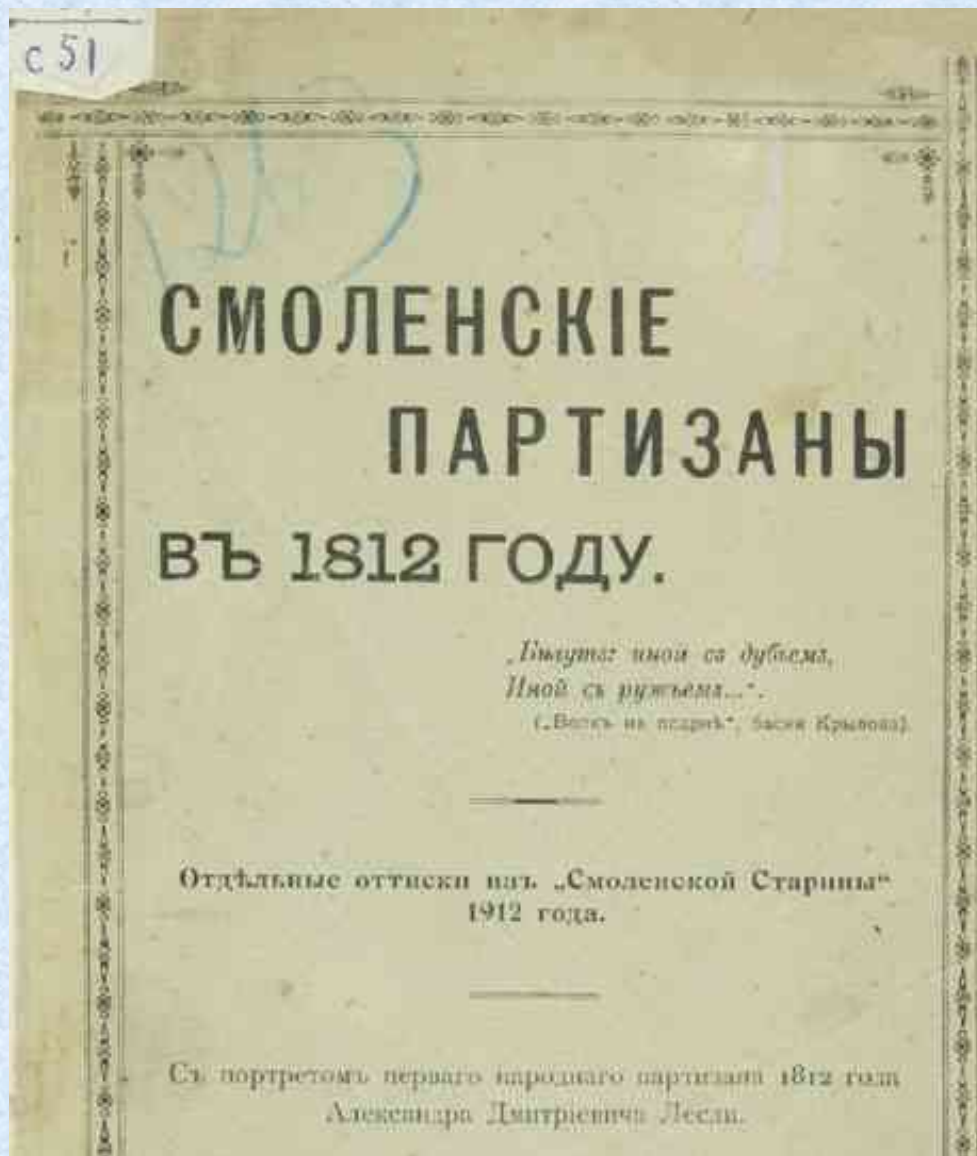 с 51
СМОЛЕНСКІЕ
ПАРТИЗАНЫ
ВЪ 1812 ГОДУ.
„Бѣгутъ: иной съ дубьемъ,
Иной съ ружьемъ...“.
(„Волкъ на псарнѣ“, басня Крылова)
Отдѣльные оттиски изъ „Смоленской Старины“
1912 года.
Съ портретомъ перваго народнаго партизана 1812 года
Александра Дмитріевича Лесли.